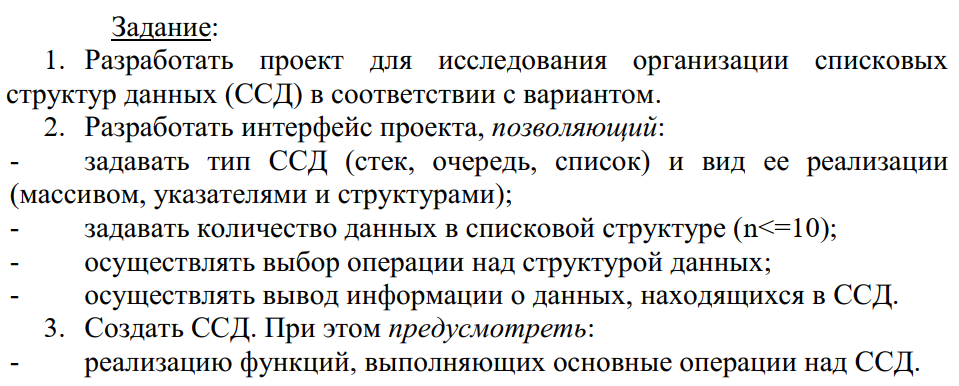 Задание:
1. Разработать проект для исследования организации списковых
структур данных (ССД) в соответствии с вариантом.
2. Разработать интерфейс проекта, позволяющий:
- задавать тип ССД (стек, очередь, список) и вид ее реализации
(массивом, указателями и структурами);
- задавать количество данных в списковой структуре (n<=10);
- осуществлять выбор операции над структурой данных;
- осуществлять вывод информации о данных, находящихся в ССД.
3. Создать ССД. При этом предусмотреть:
- реализацию функций, выполняющих основные операции над ССД.